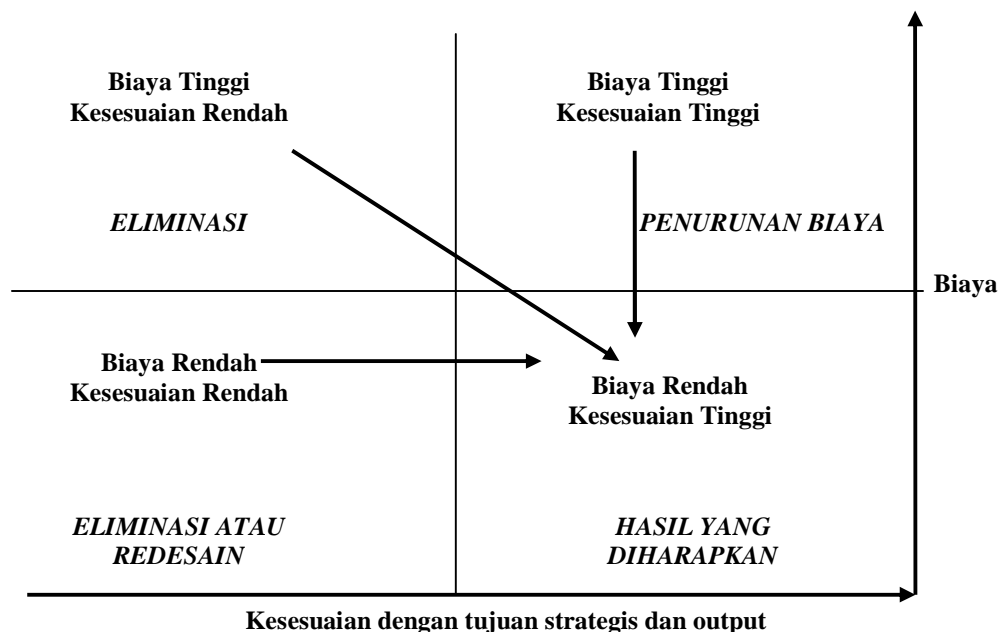 Biaya Tinggi
Kesesuaian Rendah
Biaya Tinggi
Kesesuaian Tinggi
ELIMINASI
PENURUNAN BIAYA
Biaya
Biaya Rendah
Kesesuaian Rendah
Biaya Rendah
Kesesuaian Tinggi
ELIMINASI ATAU
REDESAIN
HASIL YANG
DIHARAPKAN
Kesesuaian dengan tujuan strategis dan output